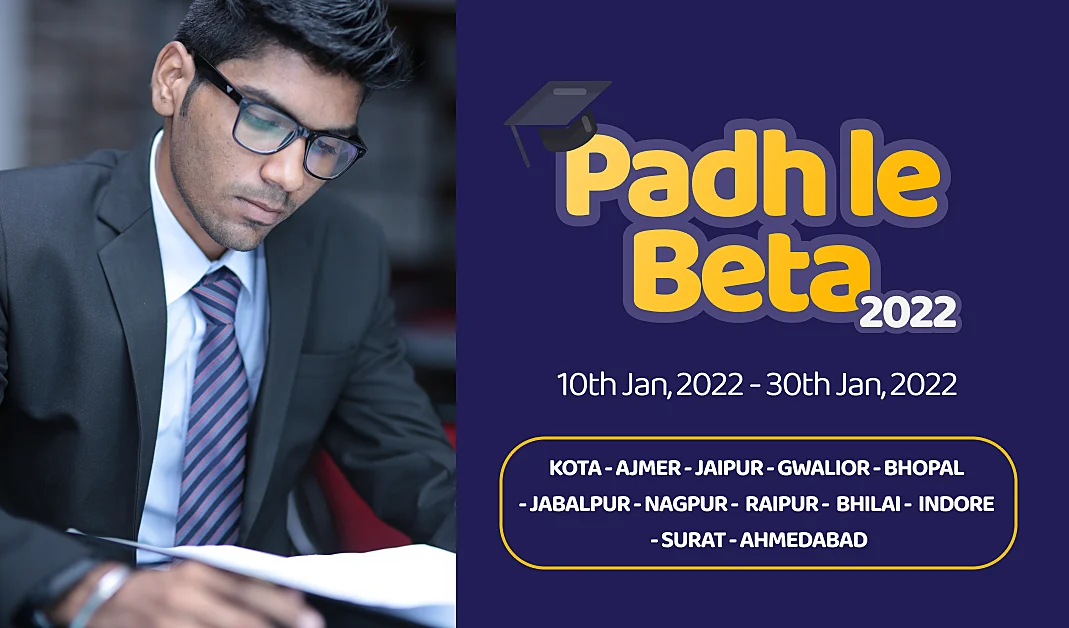 Padh le
Beta
2022
10th Jan, 2022 - 30th Jan, 2022
KOTA - AJMER - JAIPUR - GWALIOR - BHOPAL
- JABALPUR - NAGPUR - RAIPUR - BHILAI - INDORE
- SURAT - AHMEDABAD